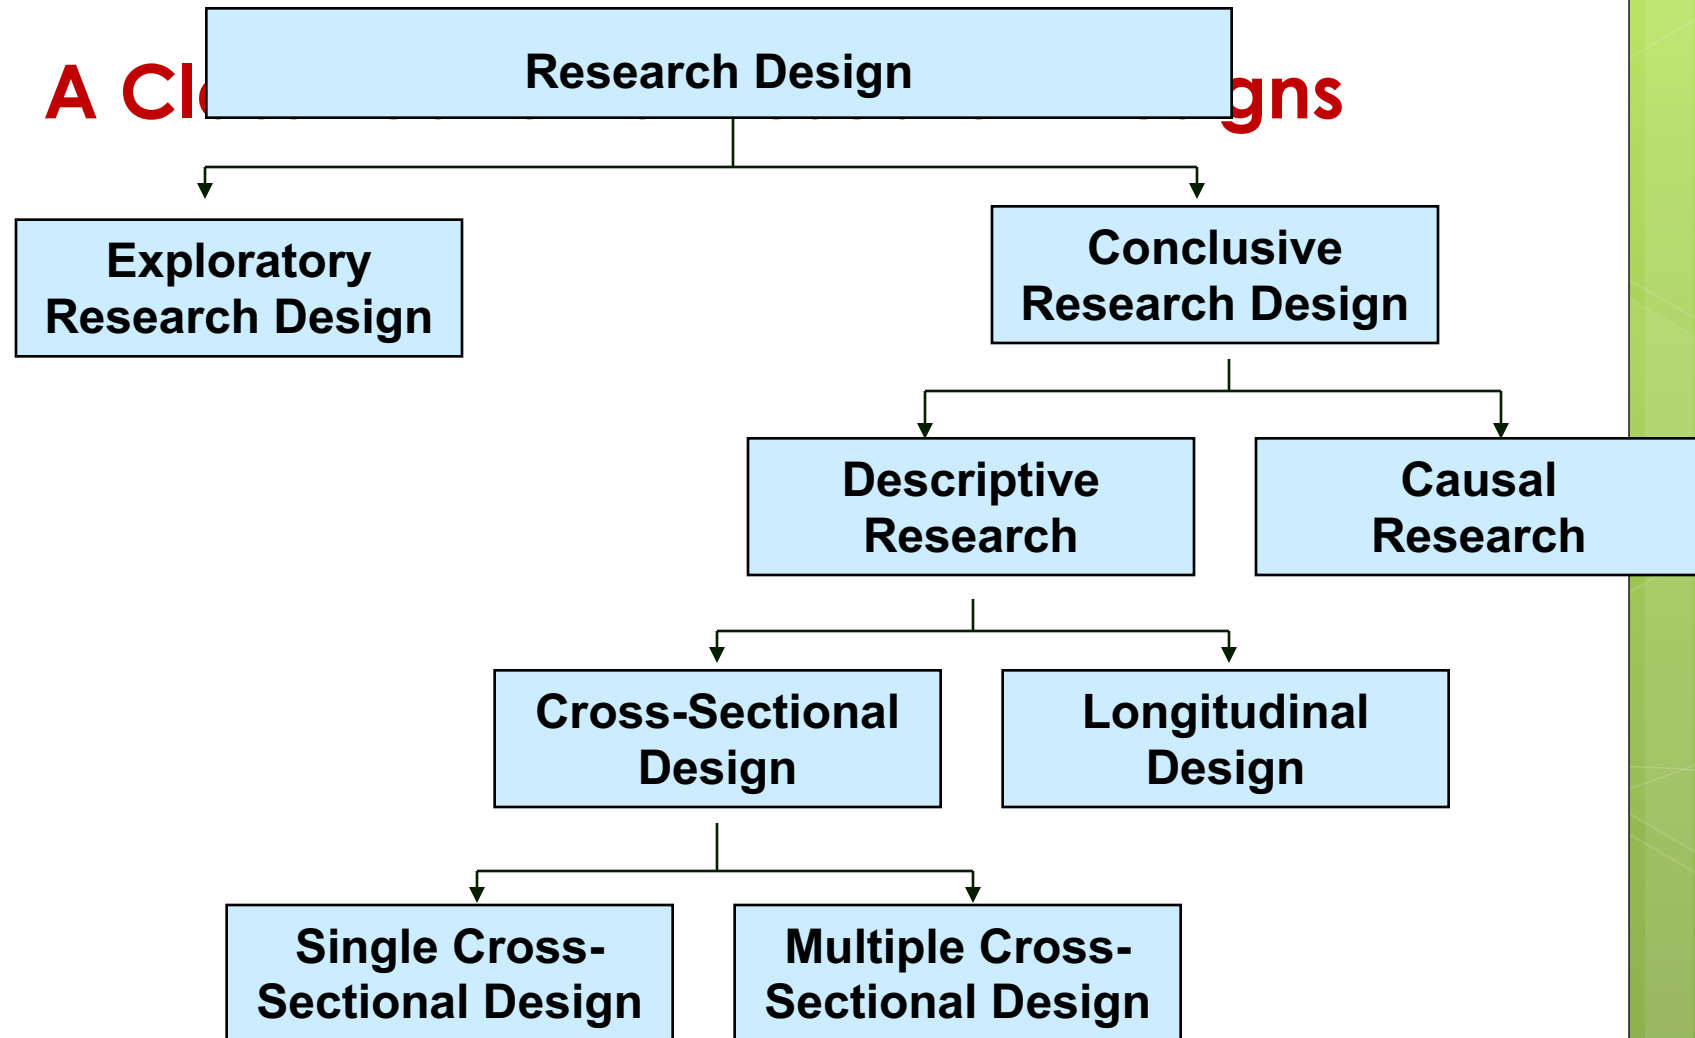 Research Design
A Cl gns
Exploratory
Research Design
Conclusive
Research Design
Descriptive
Research
Causal
Research
Cross-Sectional
Design
Longitudinal
Design
Single Cross-
Sectional Design
Multiple Cross-
Sectional Design